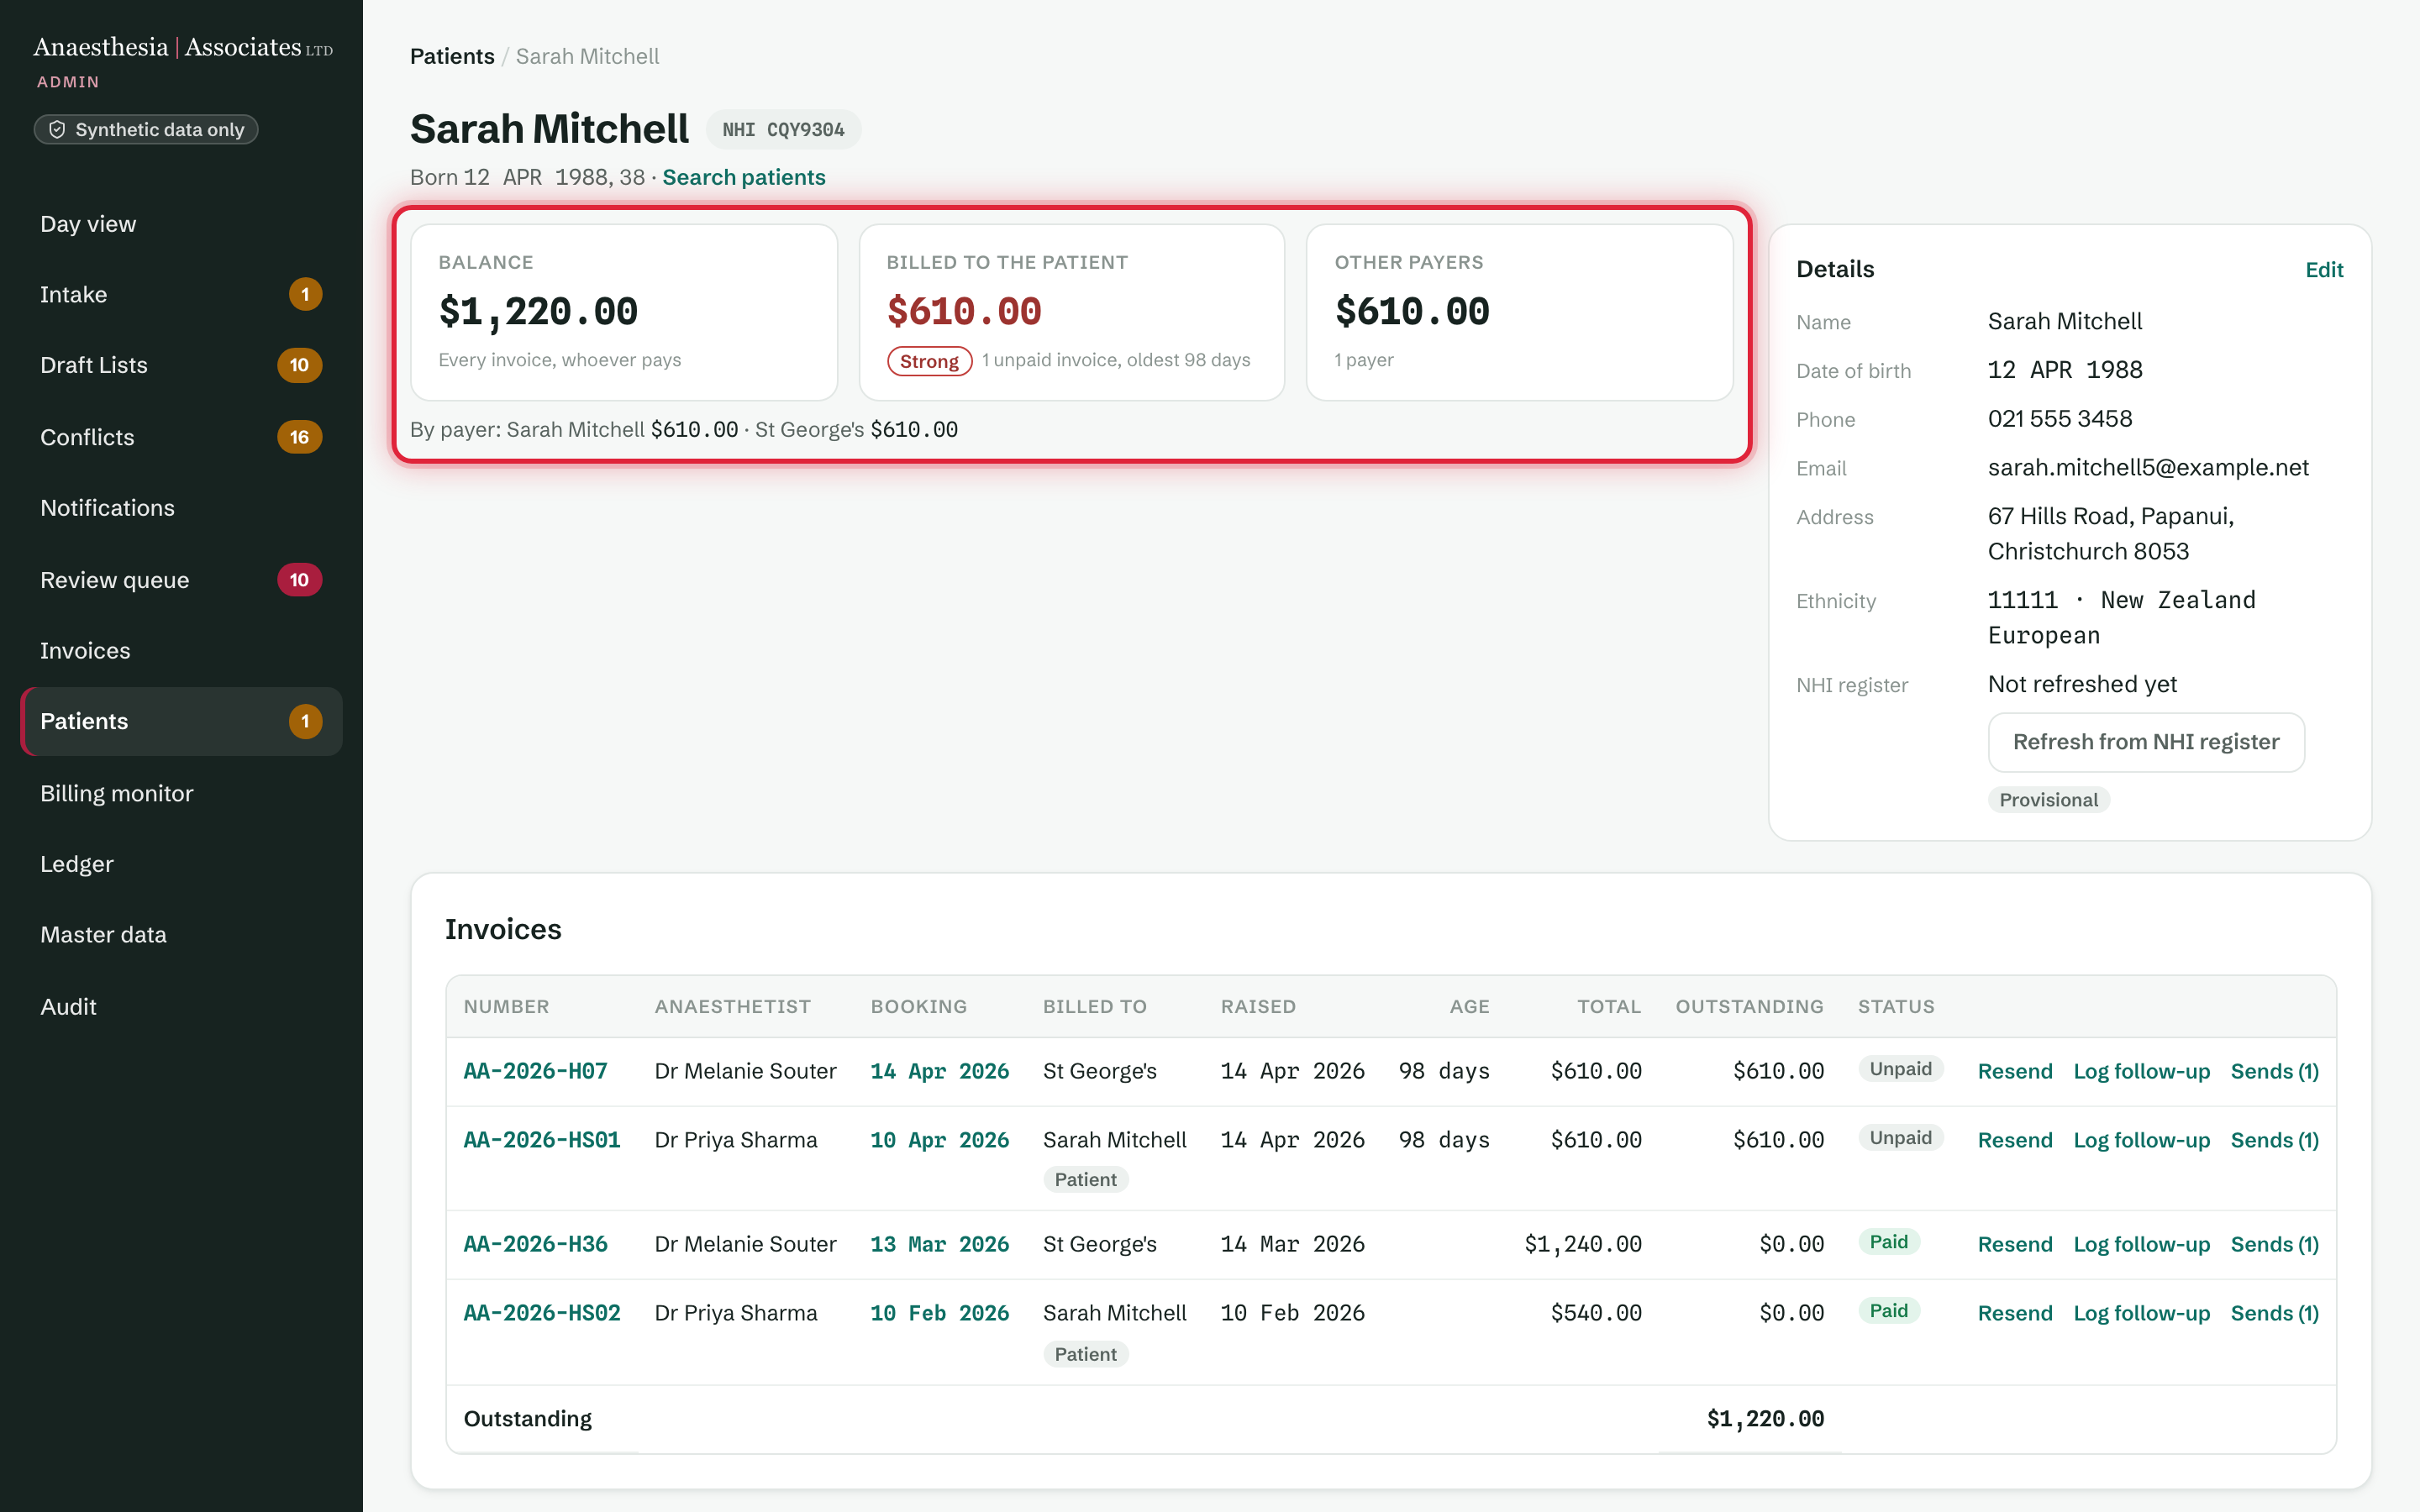 Anaesthesia | Associates LTD
ADMIN
Synthetic data only
Day view
Intake 1
Draft Lists 10
Conflicts 16
Notifications
Review queue 10
Invoices
Patients 1
Billing monitor
Ledger
Master data
Audit
Patients / Sarah Mitchell
Sarah Mitchell NHI CQY9304
Born 12 APR 1988, 38 · Search patients
BALANCE
$1,220.00
Every invoice, whoever pays
BILLED TO THE PATIENT
$610.00
Strong 1 unpaid invoice, oldest 98 days
OTHER PAYERS
$610.00
1 payer
By payer: Sarah Mitchell $610.00 · St George's $610.00
Details Edit
Name Sarah Mitchell
Date of birth 12 APR 1988
Phone 021 555 3458
Email sarah.mitchell5@example.net
Address 67 Hills Road, Papanui,
Christchurch 8053
Ethnicity 11111 · New Zealand
European
NHI register Not refreshed yet
Refresh from NHI register
Provisional
Invoices
NUMBER ANAESTHETIST BOOKING BILLED TO RAISED AGE TOTAL OUTSTANDING STATUS
AA-2026-H07 Dr Melanie Souter 14 Apr 2026 St George's 14 Apr 2026 98 days $610.00 $610.00 Unpaid Resend Log follow-up Sends (1)
AA-2026-HS01 Dr Priya Sharma 10 Apr 2026 Sarah Mitchell 14 Apr 2026 98 days $610.00 $610.00 Unpaid Resend Log follow-up Sends (1)
Patient
AA-2026-H36 Dr Melanie Souter 13 Mar 2026 St George's 14 Mar 2026 $1,240.00 $0.00 Paid Resend Log follow-up Sends (1)
AA-2026-HS02 Dr Priya Sharma 10 Feb 2026 Sarah Mitchell 10 Feb 2026 $540.00 $0.00 Paid Resend Log follow-up Sends (1)
Patient
Outstanding $1,220.00